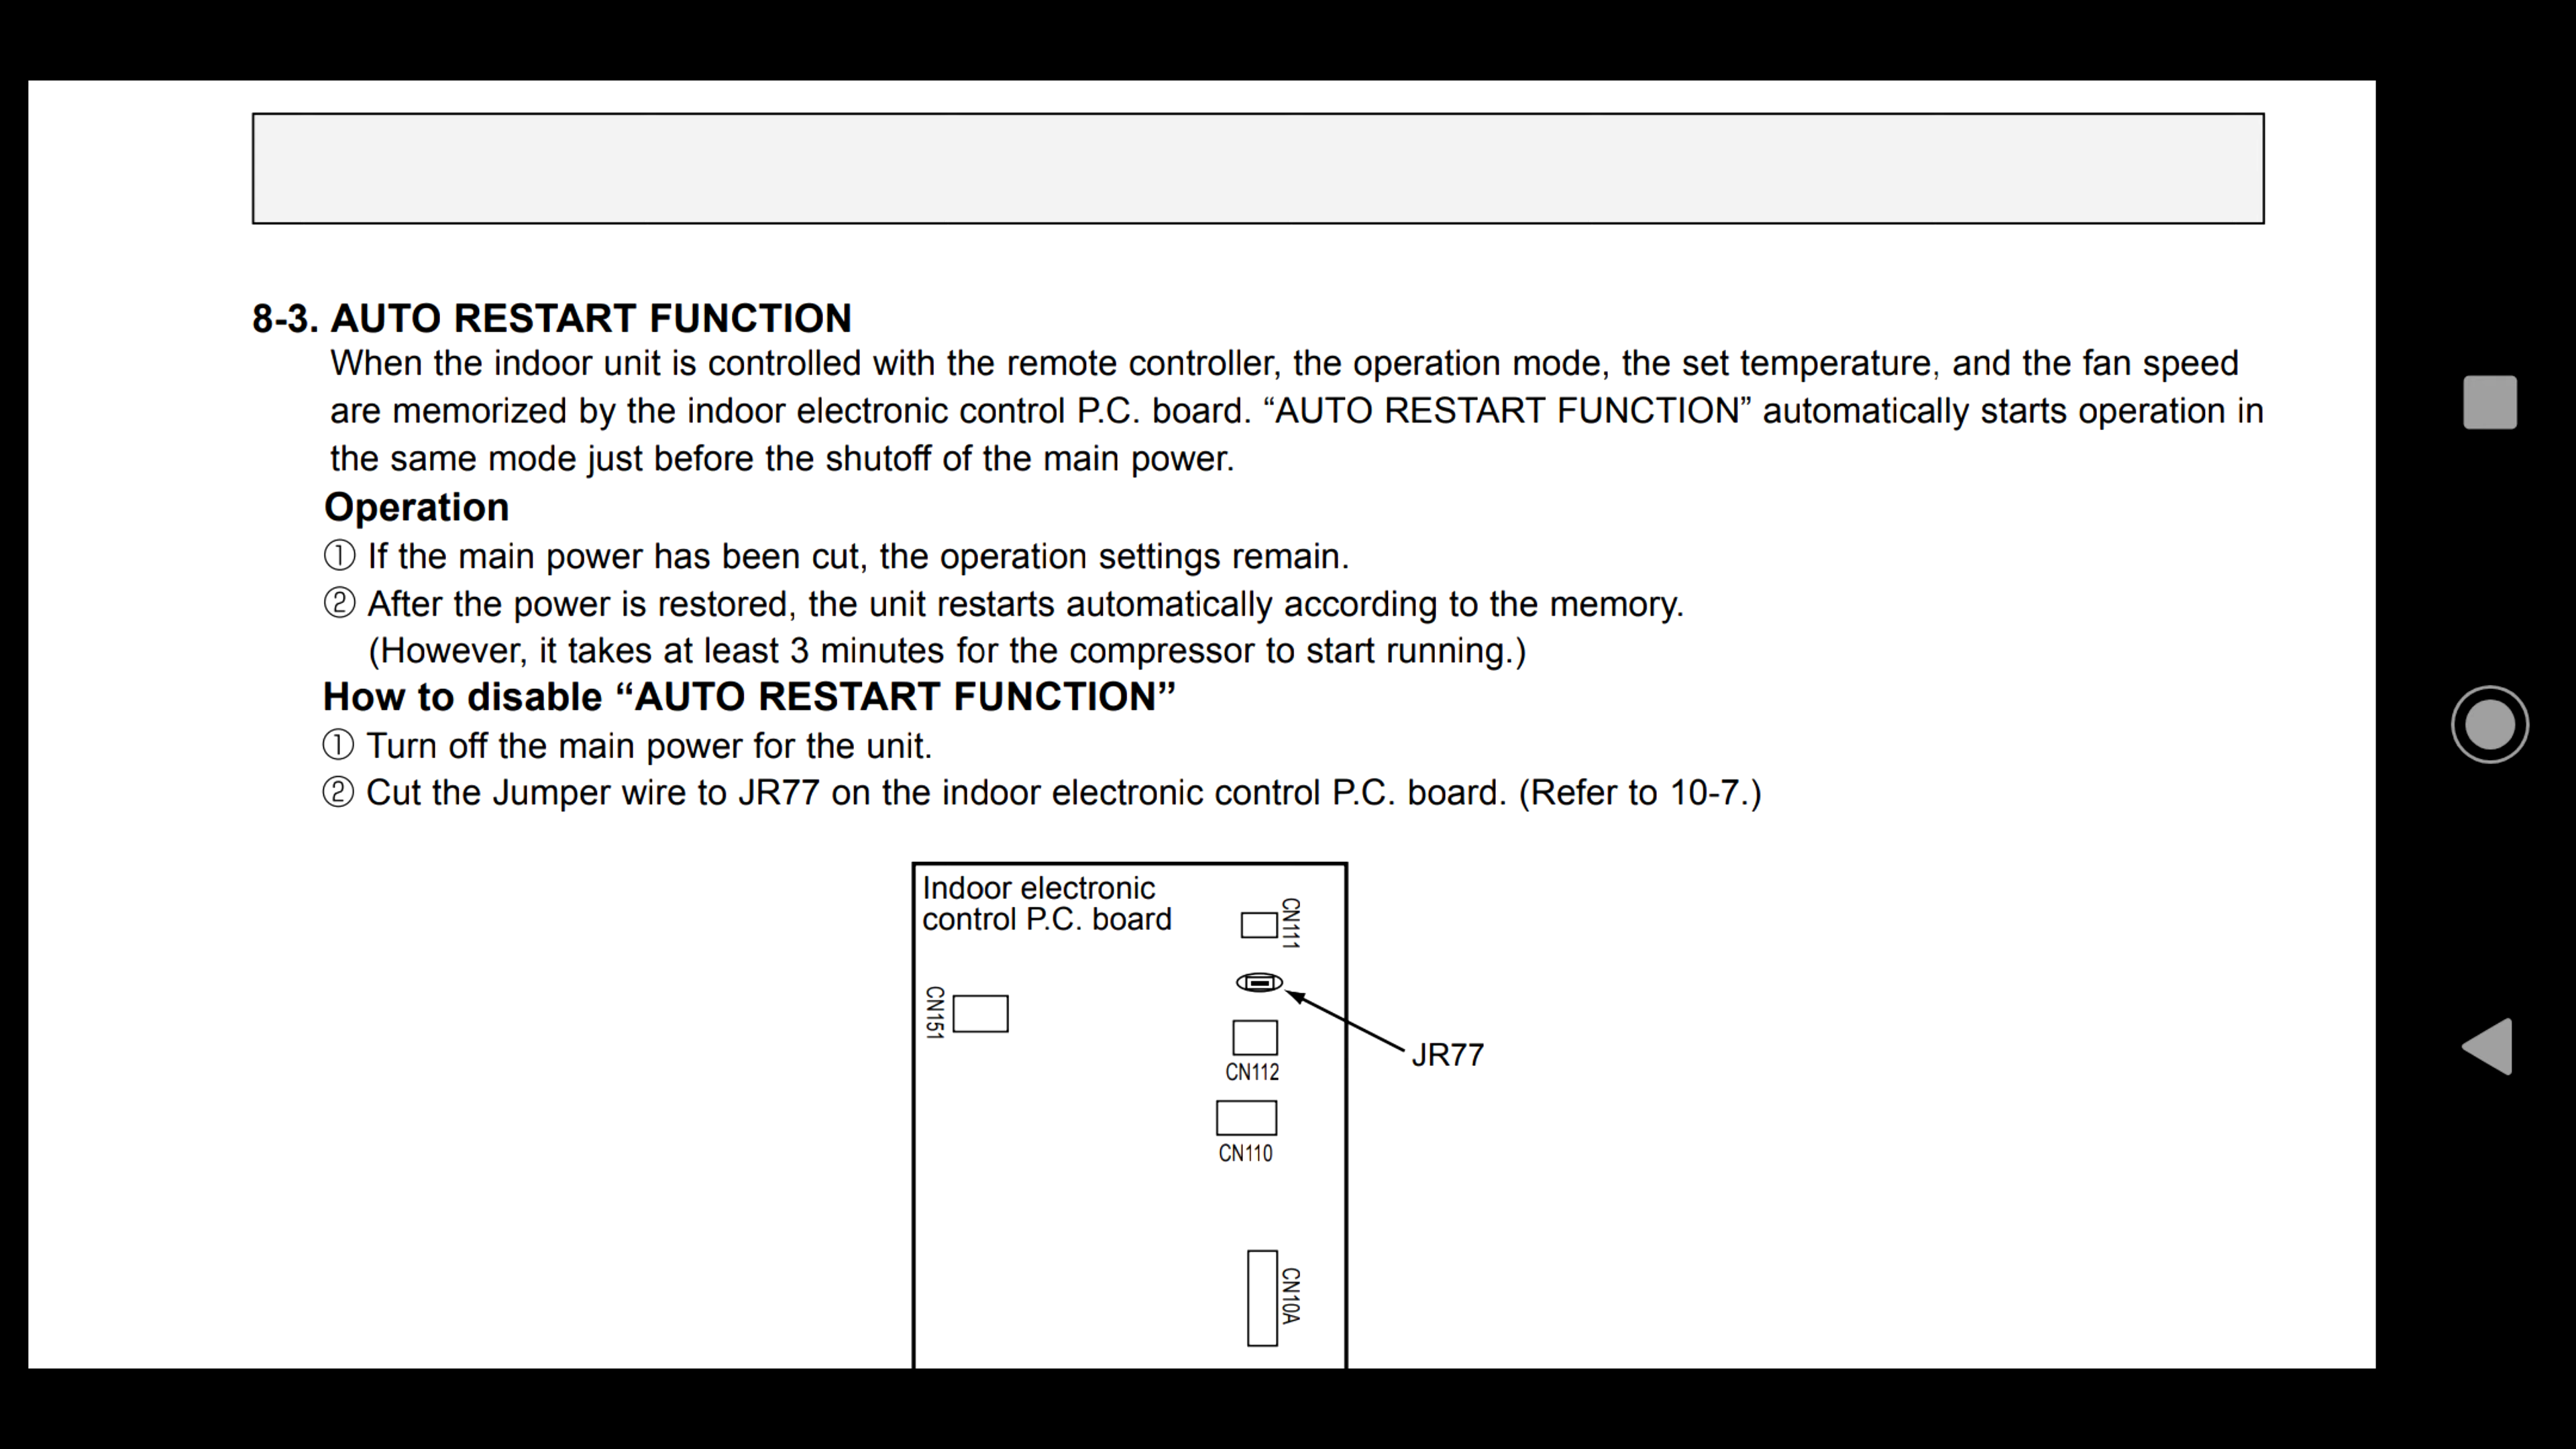 8-3. AUTO RESTART FUNCTION
When the indoor unit is controlled with the remote controller, the operation mode, the set temperature, and the fan speed
are memorized by the indoor electronic control P.C. board. “AUTO RESTART FUNCTION” automatically starts operation in
the same mode just before the shutoff of the main power.
Operation
① If the main power has been cut, the operation settings remain.
② After the power is restored, the unit restarts automatically according to the memory.
(However, it takes at least 3 minutes for the compressor to start running.)
How to disable “AUTO RESTART FUNCTION”
① Turn off the main power for the unit.
② Cut the Jumper wire to JR77 on the indoor electronic control P.C. board. (Refer to 10-7.)
Indoor electronic
control P.C. board
CN111
CN151
JR77
CN112
CN110
CN10A